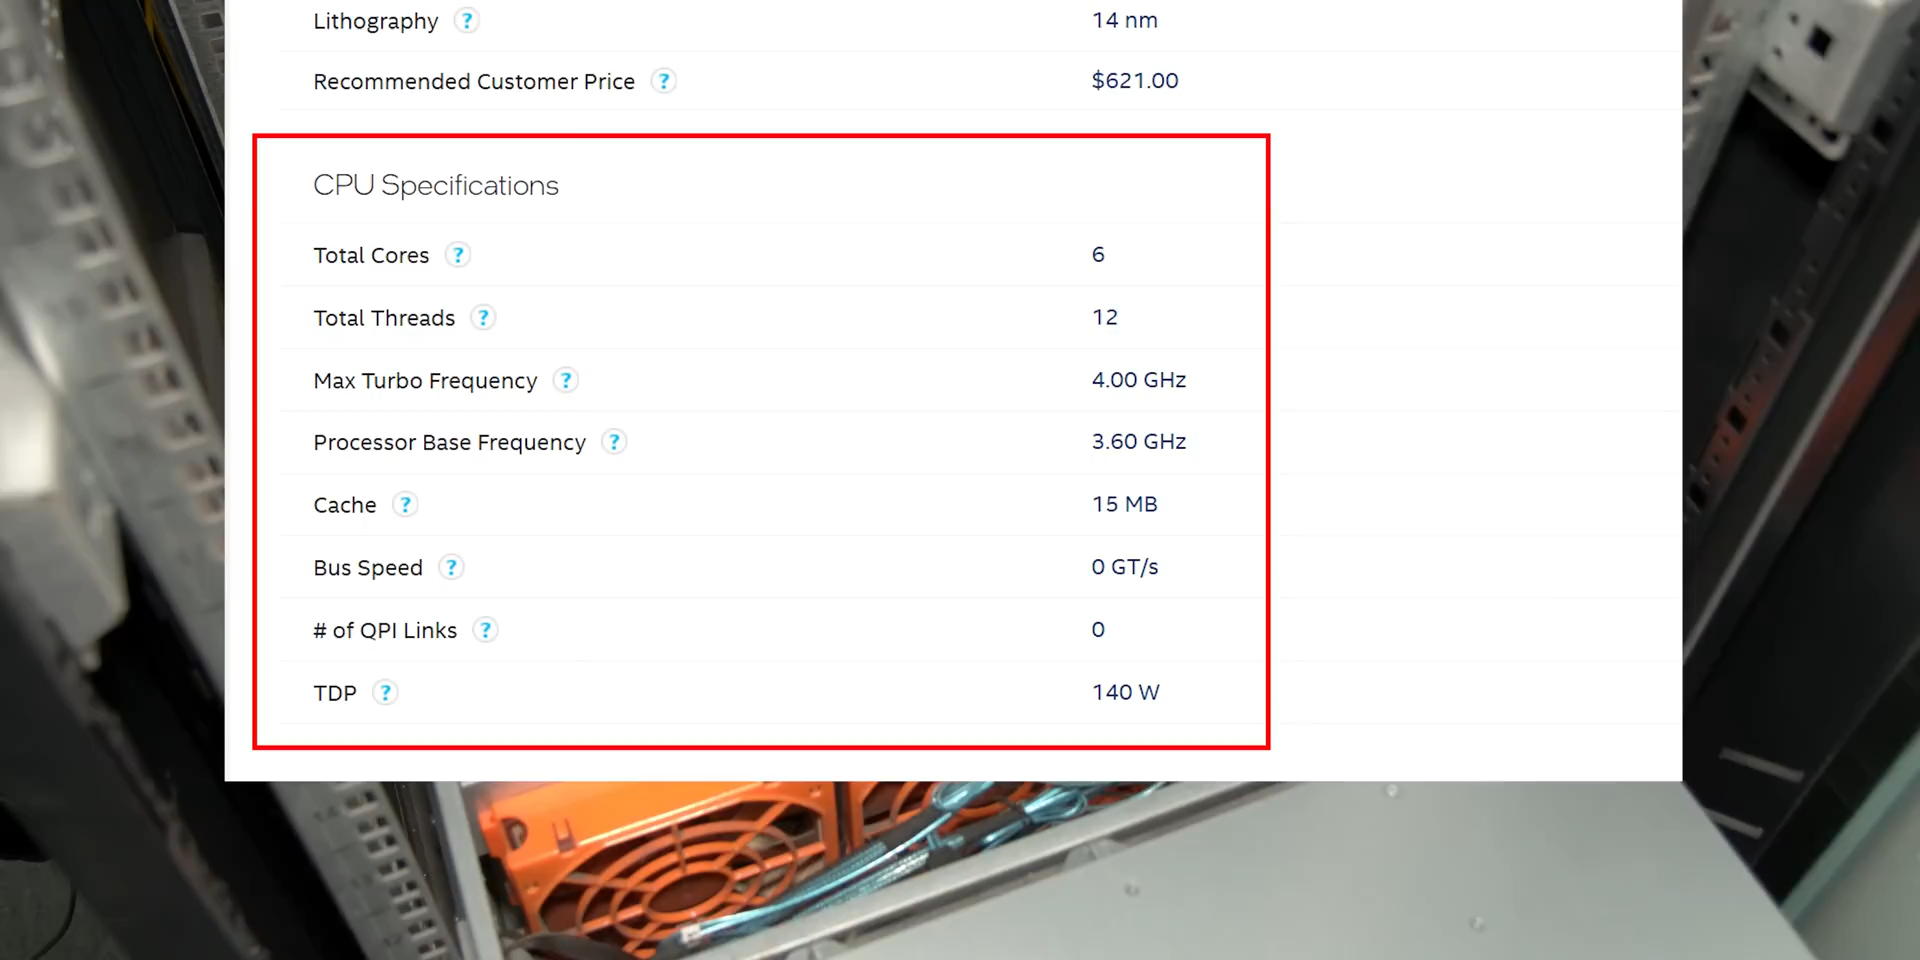 Lithography ? 14 nm
Recommended Customer Price ? $621.00
CPU Specifications
Total Cores ? 6
Total Threads ? 12
Max Turbo Frequency ? 4.00 GHz
Processor Base Frequency ? 3.60 GHz
Cache ? 15 MB
Bus Speed ? 0 GT/s
# of QPI Links ? 0
TDP ? 140 W